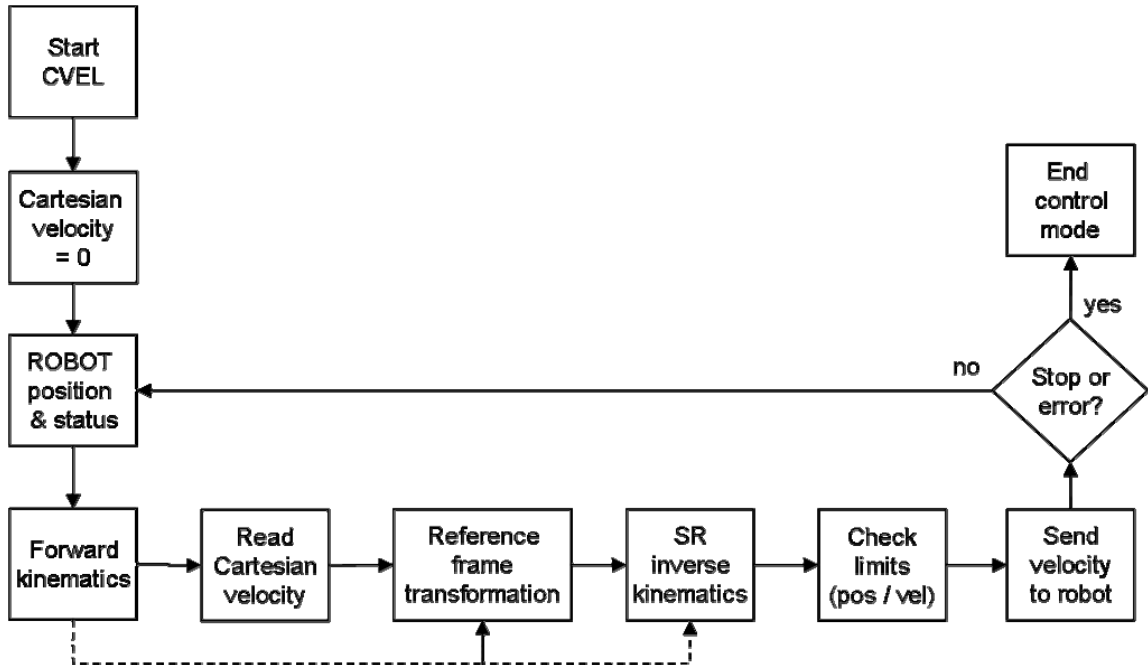 Start
CVEL
Cartesian
velocity
= 0
End
control
mode
yes
ROBOT
position
& status
no
Stop or
error?
Forward
kinematics
Read
Cartesian
velocity
Reference
frame
transformation
SR
inverse
kinematics
Check
limits
(pos / vel)
Send
velocity
to robot